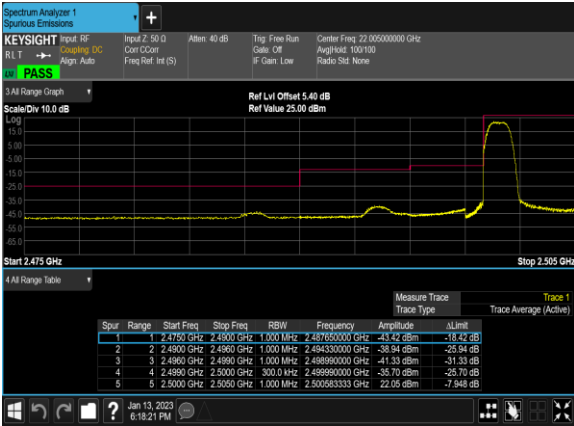 Spectrum Analyzer 1
Spurious Emissions
+
KEYSIGHT Input: RF Input Z: 50 Ω Atten: 40 dB Trig: Free Run Center Freq: 22.005000000 GHz
RLT Coupling: DC Corr CCorr Gate: Off Avg|Hold: 100/100
Align: Auto Freq Ref: Int (S) IF Gain: Low Radio Std: None
PASS
3 All Range Graph
Ref Lvl Offset 5.40 dB
Scale/Div 10.0 dB Ref Value 25.00 dBm
Log
15.0
5.00
-5.00
-15.0
-25.0
-35.0
-45.0
-55.0
-65.0
Start 2.475 GHz Stop 2.505 GHz
4 All Range Table
Measure Trace Trace 1
Trace Type Trace Average (Active)
Spur Range Start Freq Stop Freq RBW Frequency Amplitude ΔLimit
1 1 2.4750 GHz 2.4900 GHz 1.000 MHz 2.487650000 GHz -43.42 dBm -18.42 dB
2 2 2.4900 GHz 2.4960 GHz 1.000 MHz 2.494330000 GHz -38.94 dBm -25.94 dB
3 3 2.4960 GHz 2.4990 GHz 1.000 MHz 2.498990000 GHz -41.33 dBm -31.33 dB
4 4 2.4990 GHz 2.5000 GHz 300.0 kHz 2.499990000 GHz -35.70 dBm -25.70 dB
5 5 2.5000 GHz 2.5050 GHz 1.000 MHz 2.500583333 GHz 22.05 dBm -7.948 dB
? Jan 13, 2023
6:18:21 PM